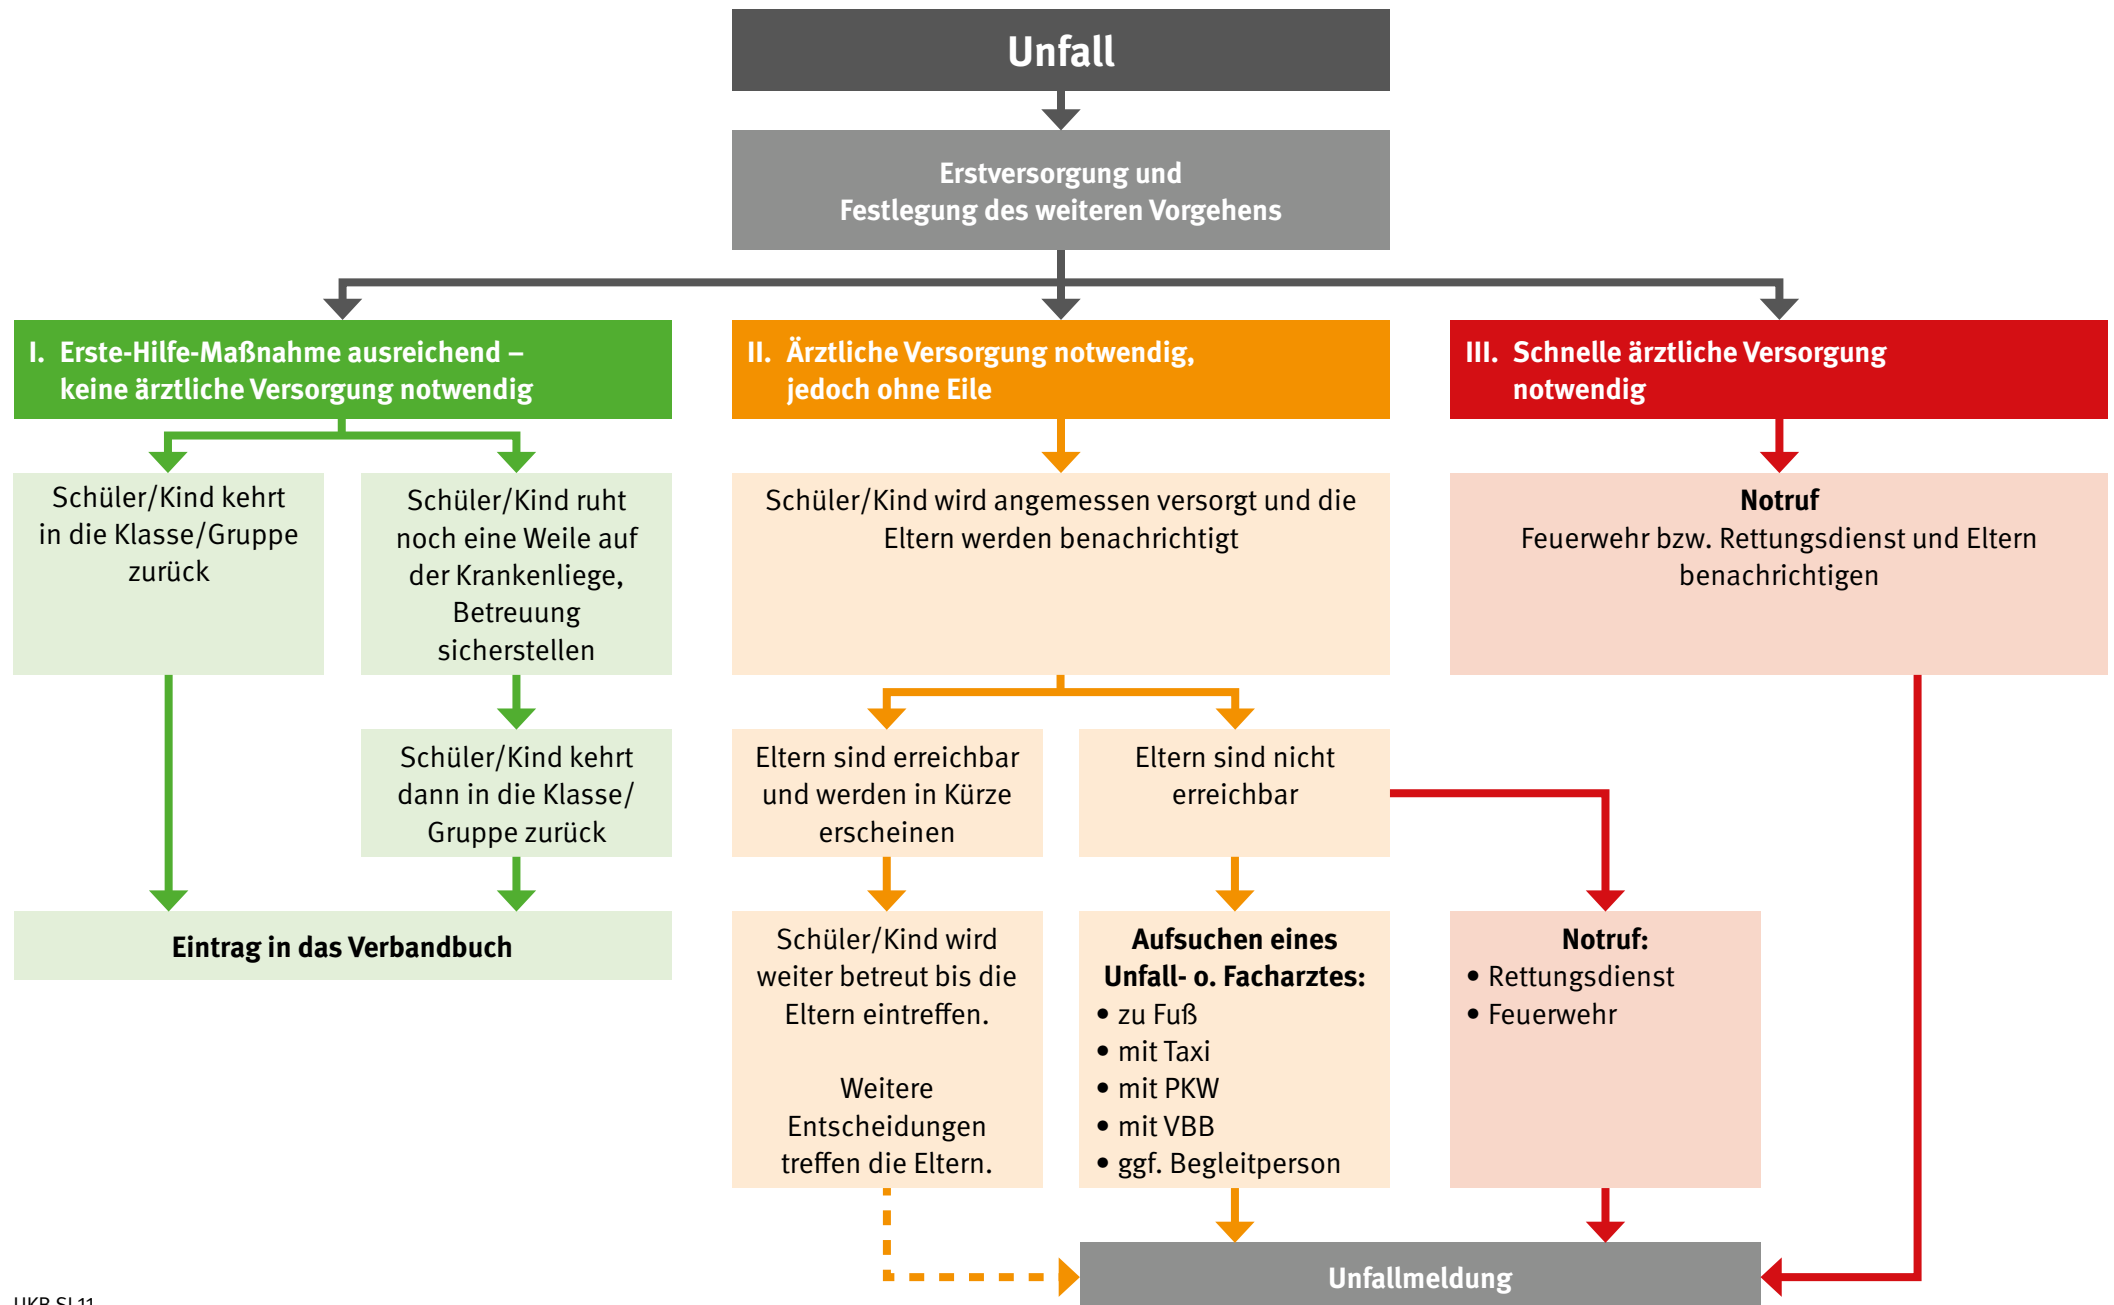 Unfall
Erstversorgung und
Festlegung des weiteren Vorgehens
I. Erste-Hilfe-Maßnahme ausreichend –
keine ärztliche Versorgung notwendig
II. Ärztliche Versorgung notwendig,
jedoch ohne Eile
III. Schnelle ärztliche Versorgung
notwendig
Schüler/Kind kehrt
in die Klasse/Gruppe
zurück
Schüler/Kind ruht
noch eine Weile auf
der Krankenliege,
Betreuung
sicherstellen
Schüler/Kind wird angemessen versorgt und die
Eltern werden benachrichtigt
Notruf
Feuerwehr bzw. Rettungsdienst und Eltern
benachrichtigen
Schüler/Kind kehrt
dann in die Klasse/
Gruppe zurück
Eltern sind erreichbar
und werden in Kürze
erscheinen
Eltern sind nicht
erreichbar
Eintrag in das Verbandbuch
Schüler/Kind wird
weiter betreut bis die
Eltern eintreffen.
Weitere
Entscheidungen
treffen die Eltern.
Aufsuchen eines
Unfall- o. Facharztes:
• zu Fuß
• mit Taxi
• mit PKW
• mit VBB
• ggf. Begleitperson
Notruf:
• Rettungsdienst
• Feuerwehr
Unfallmeldung
UKB SI 11